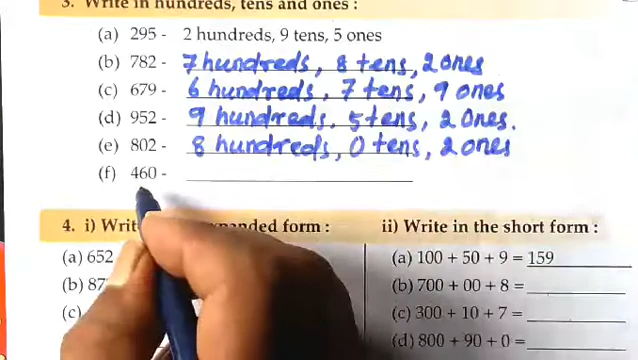 3. Write in hundreds, tens and ones :
(a) 295 - 2 hundreds, 9 tens, 5 ones
(b) 782 - 7 hundreds, 8 tens, 2 ones
(c) 679 - 6 hundreds, 7 tens, 9 ones
(d) 952 - 9 hundreds, 5 tens, 2 Ones.
(e) 802 - 8 hundreds, 0 tens, 2 ones
(f) 460 -
4. i) Writ panded form :
(a) 652
(b) 87
(c)
ii) Write in the short form :
(a) 100 + 50 + 9 = 159
(b) 700 + 00 + 8 =
(c) 300 + 10 + 7 =
(d) 800 + 90 + 0 =